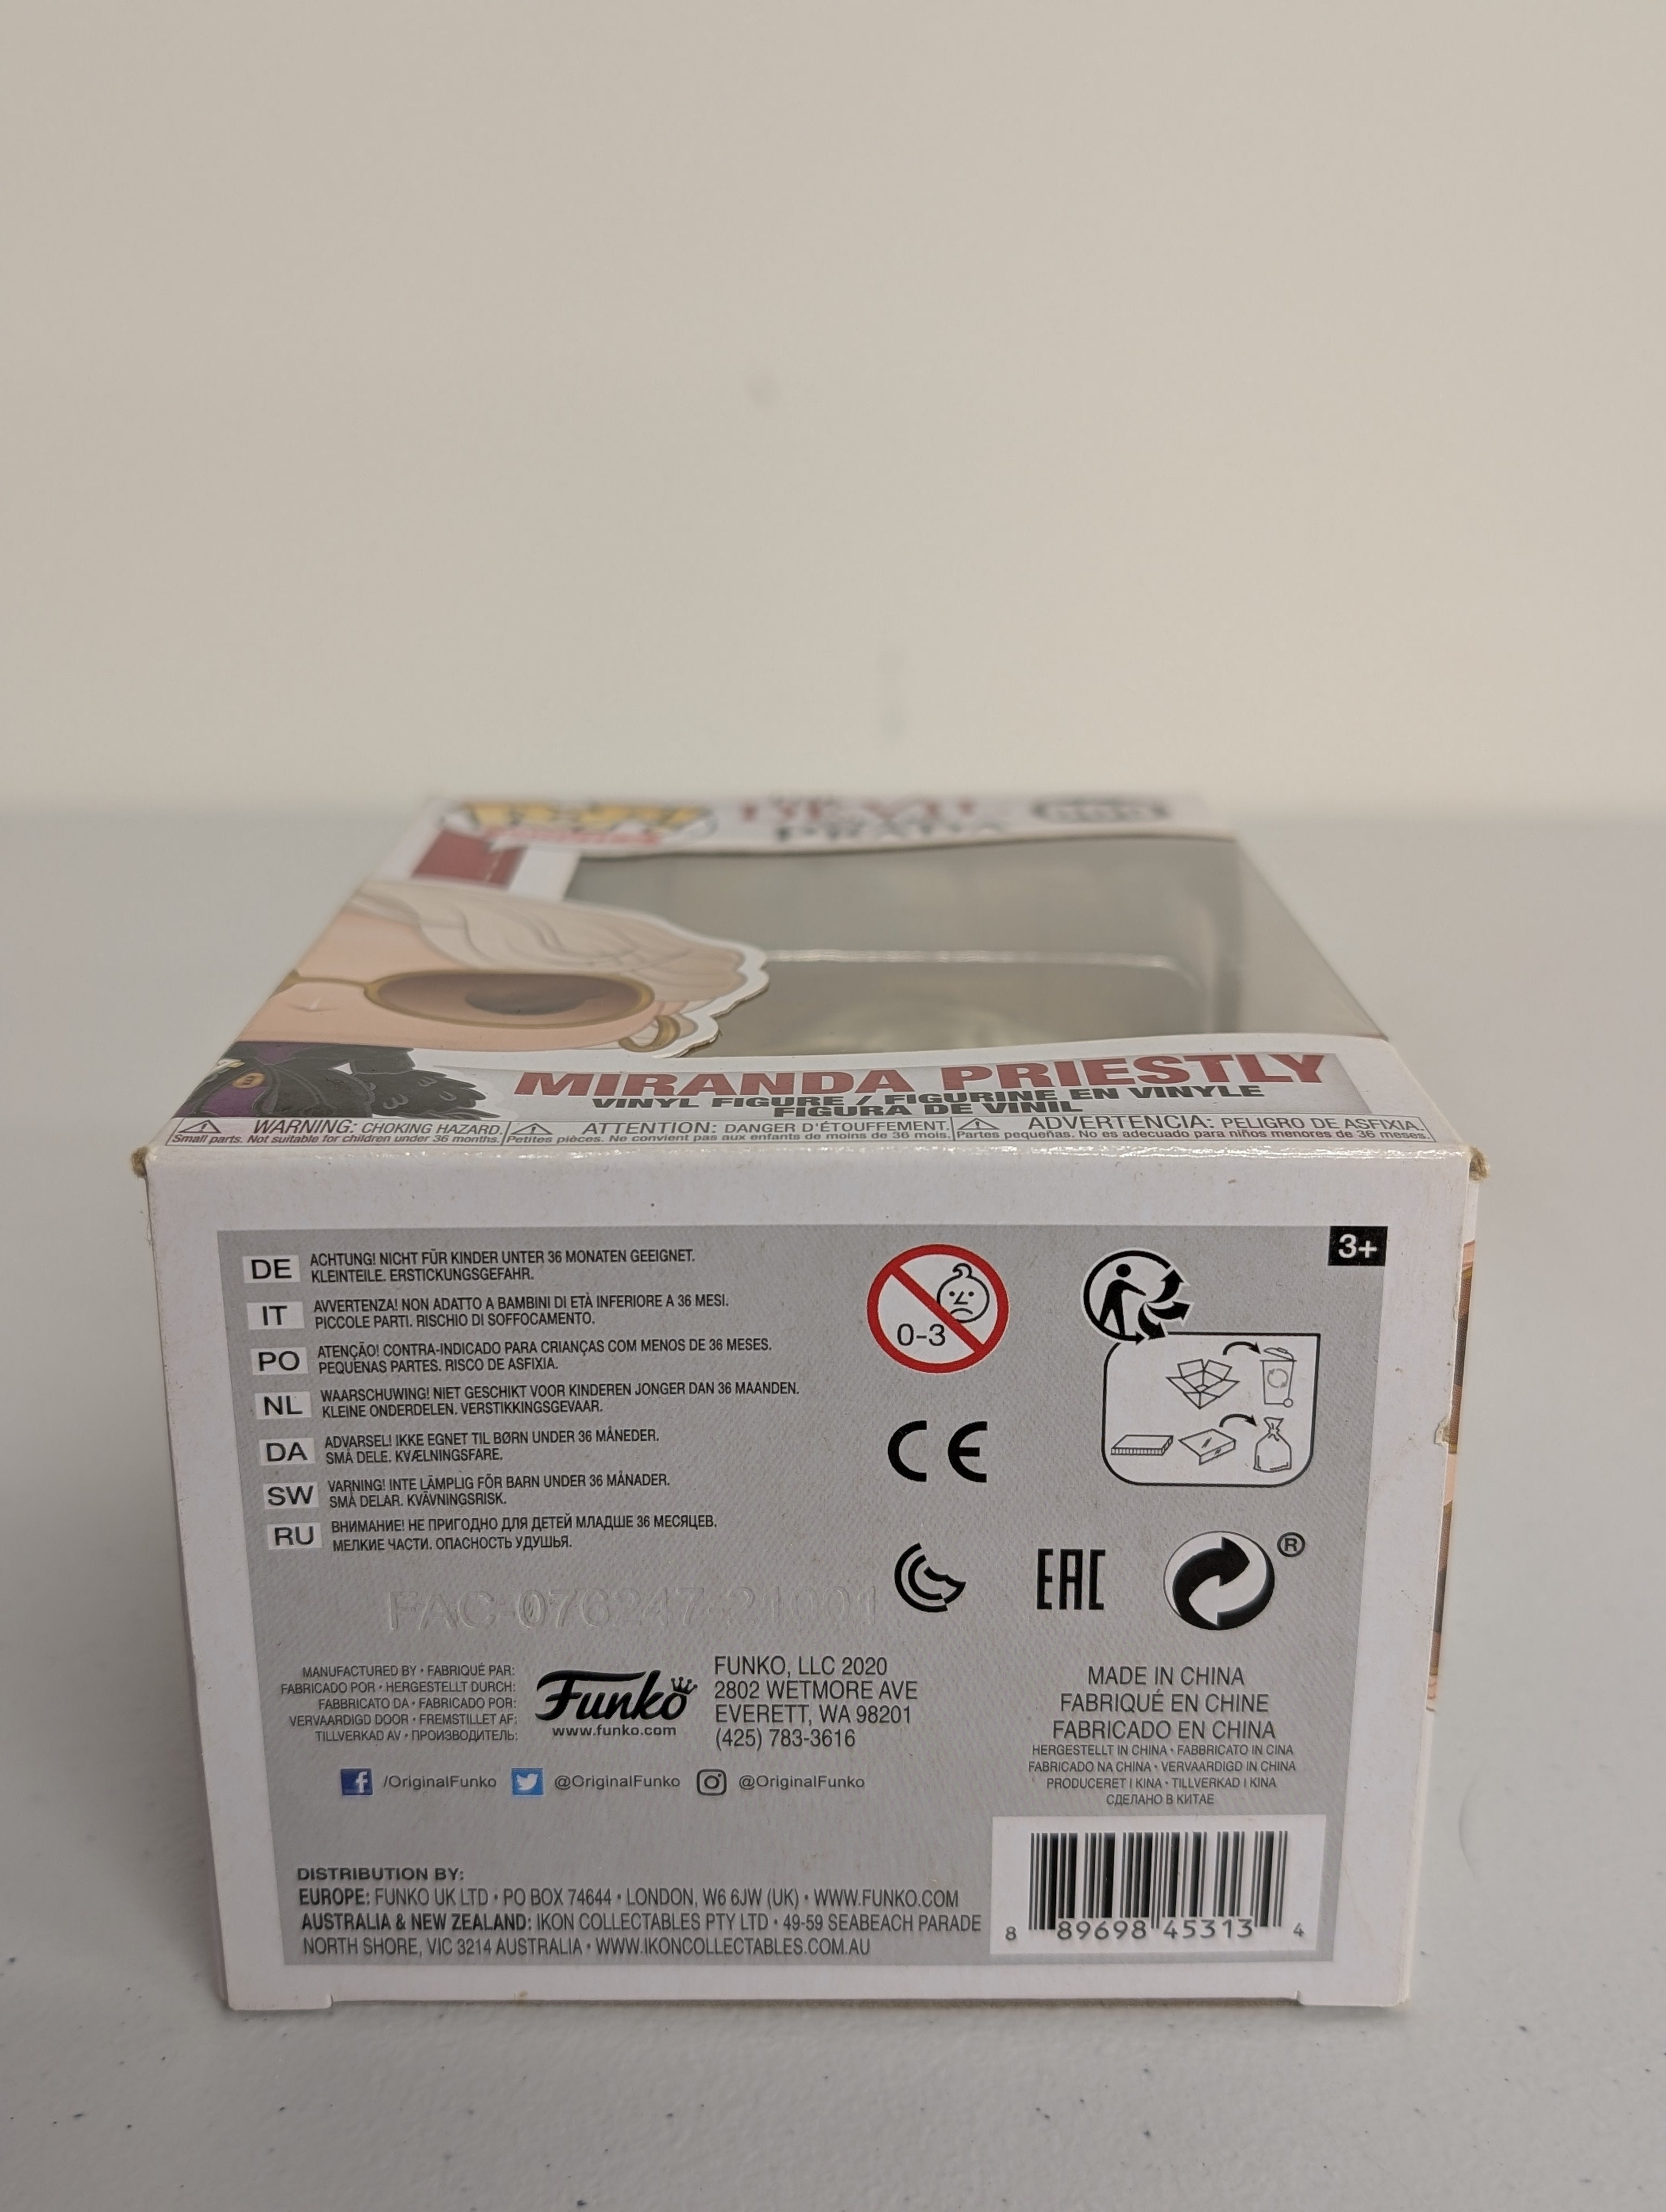 DEVIL
PRADA
MIRANDA PRIESTLY
VINYL FIGURE / FIGURINE EN VINYLE
FIGURA DE VINIL
WARNING: CHOKING HAZARD.
Small parts. Not suitable for children under 36 months.
ATTENTION: DANGER D'ÉTOUFFEMENT.
Petites pièces. Ne convient pas aux enfants de moins de 36 mois.
ADVERTENCIA: PELIGRO DE ASFIXIA.
Partes pequeñas. No es adecuado para niños menores de 36 meses.
3+
DE ACHTUNG! NICHT FÜR KINDER UNTER 36 MONATEN GEEIGNET.
KLEINTEILE. ERSTICKUNGSGEFAHR.
IT AVVERTENZA! NON ADATTO A BAMBINI DI ETÀ INFERIORE A 36 MESI.
PICCOLE PARTI. RISCHIO DI SOFFOCAMENTO.
PO ATENÇÃO! CONTRA-INDICADO PARA CRIANÇAS COM MENOS DE 36 MESES.
PEQUENAS PARTES. RISCO DE ASFIXIA.
NL WAARSCHUWING! NIET GESCHIKT VOOR KINDEREN JONGER DAN 36 MAANDEN.
KLEINE ONDERDELEN. VERSTIKKINGSGEVAAR.
DA ADVARSEL! IKKE EGNET TIL BØRN UNDER 36 MÅNEDER.
SMÅ DELE. KVÆLNINGSFARE.
SW VARNING! INTE LÄMPLIG FÖR BARN UNDER 36 MÅNADER.
SMÅ DELAR. KVÄVNINGSRISK.
RU ВНИМАНИЕ! НЕ ПРИГОДНО ДЛЯ ДЕТЕЙ МЛАДШЕ 36 МЕСЯЦЕВ.
МЕЛКИЕ ЧАСТИ. ОПАСНОСТЬ УДУШЬЯ.
0-3
CE
EAC
®
FAC-076247-21001
MANUFACTURED BY • FABRIQUÉ PAR:
FABRICADO POR • HERGESTELLT DURCH:
FABBRICATO DA • FABRICADO POR:
VERVAARDIGD DOOR • FREMSTILLET AF:
TILLVERKAD AV • ПРОИЗВОДИТЕЛЬ:
Funko
www.funko.com
FUNKO, LLC 2020
2802 WETMORE AVE
EVERETT, WA 98201
(425) 783-3616
MADE IN CHINA
FABRIQUÉ EN CHINE
FABRICADO EN CHINA
HERGESTELLT IN CHINA • FABBRICATO IN CINA
FABRICADO NA CHINA • VERVAARDIGD IN CHINA
PRODUCERET I KINA • TILLVERKAD I KINA
СДЕЛАНО В КИТАЕ
/OriginalFunko @OriginalFunko @OriginalFunko
DISTRIBUTION BY:
EUROPE: FUNKO UK LTD • PO BOX 74644 • LONDON, W6 6JW (UK) • WWW.FUNKO.COM
AUSTRALIA & NEW ZEALAND: IKON COLLECTABLES PTY LTD • 49-59 SEABEACH PARADE
NORTH SHORE, VIC 3214 AUSTRALIA • WWW.IKONCOLLECTABLES.COM.AU
8 89698 45313 4